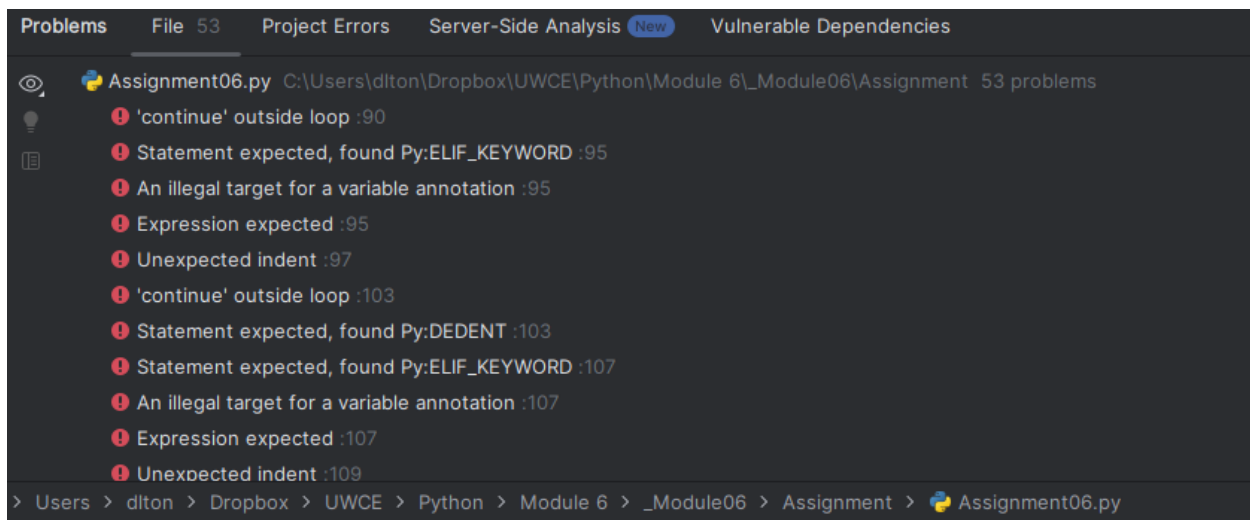 Problems File 53 Project Errors Server-Side Analysis New Vulnerable Dependencies
Assignment06.py C:\Users\dlton\Dropbox\UWCE\Python\Module 6\_Module06\Assignment 53 problems
'continue' outside loop :90
Statement expected, found Py:ELIF_KEYWORD :95
An illegal target for a variable annotation :95
Expression expected :95
Unexpected indent :97
'continue' outside loop :103
Statement expected, found Py:DEDENT :103
Statement expected, found Py:ELIF_KEYWORD :107
An illegal target for a variable annotation :107
Expression expected :107
Unexpected indent :109
> Users > dlton > Dropbox > UWCE > Python > Module 6 > _Module06 > Assignment > Assignment06.py